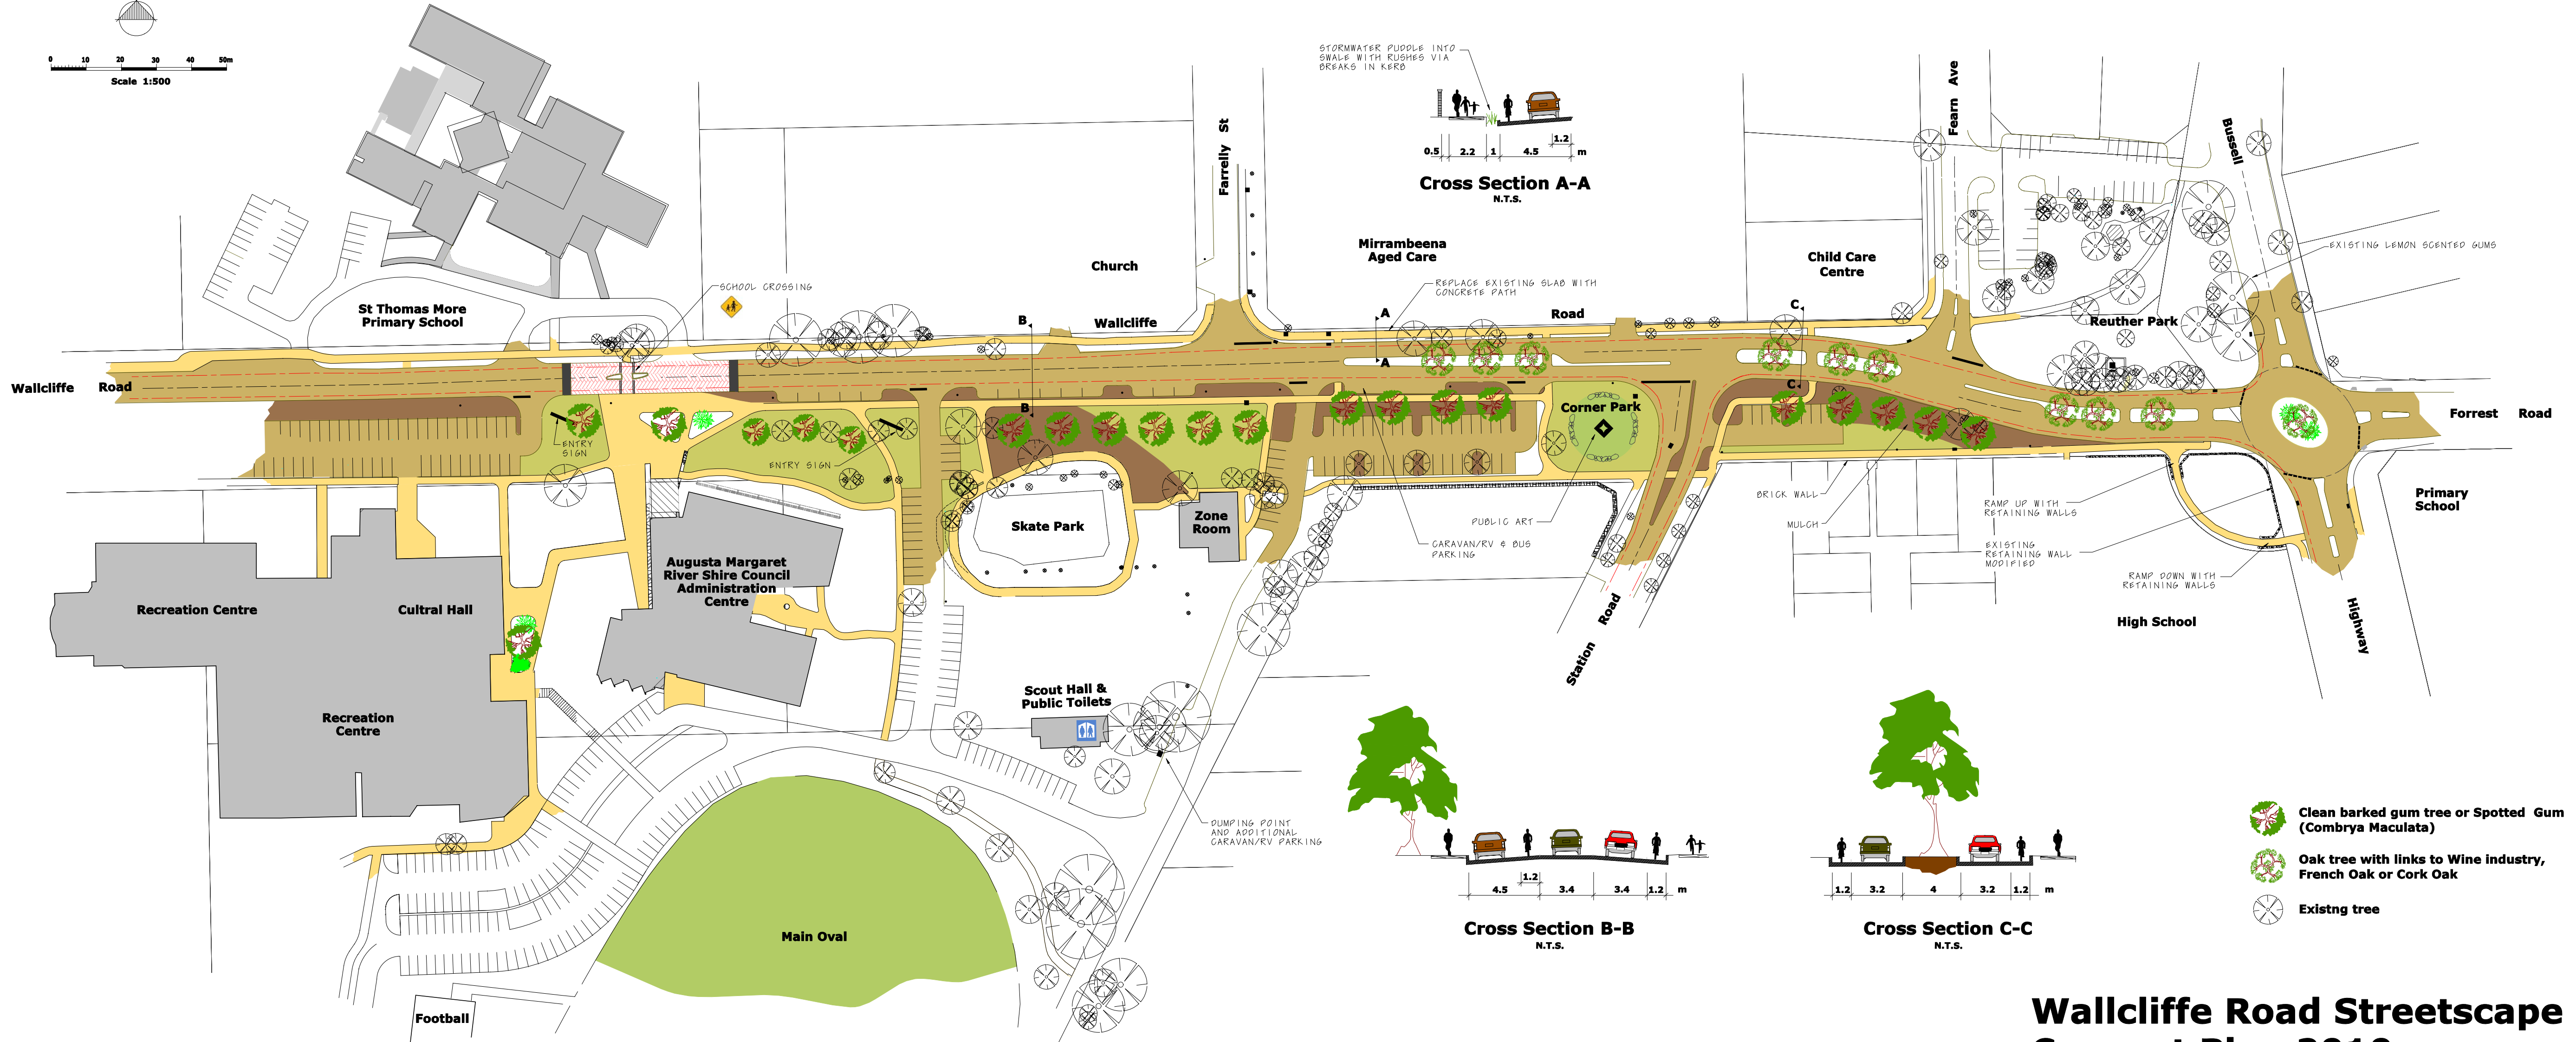 0 10 20 30 40 50m
Scale 1:500
STORMWATER PUDDLE INTO
SWALE WITH RUSHES VIA
BREAKS IN KERB
0.5 2.2 1 4.5 1.2 m
Cross Section A-A
N.T.S.
Farrelly St
Fearn Ave
Bussell
Church
Mirrambeena
Aged Care
Child Care
Centre
EXISTING LEMON SCENTED GUMS
SCHOOL CROSSING
REPLACE EXISTING SLAB WITH
CONCRETE PATH
St Thomas More
Primary School
B
Wallcliffe
A
Road
C
Reuther Park
A
Wallcliffe Road
C
B
Corner Park
Forrest Road
ENTRY
SIGN
ENTRY SIGN
Skate Park
Zone
Room
PUBLIC ART
CARAVAN/RV & BUS
PARKING
BRICK WALL
MULCH
RAMP UP WITH
RETAINING WALLS
EXISTING
RETAINING WALL
MODIFIED
RAMP DOWN WITH
RETAINING WALLS
Primary
School
Augusta Margaret
River Shire Council
Administration
Centre
Recreation Centre
Cultral Hall
Station Road
High School
Highway
Recreation
Centre
Scout Hall &
Public Toilets
DUMPING POINT
AND ADDITIONAL
CARAVAN/RV PARKING
Main Oval
Football
4.5 1.2 3.4 3.4 1.2 m
Cross Section B-B
N.T.S.
1.2 3.2 4 3.2 1.2 m
Cross Section C-C
N.T.S.
Clean barked gum tree or Spotted Gum
(Combrya Maculata)
Oak tree with links to Wine industry,
French Oak or Cork Oak
Existng tree
Wallcliffe Road Streetscape